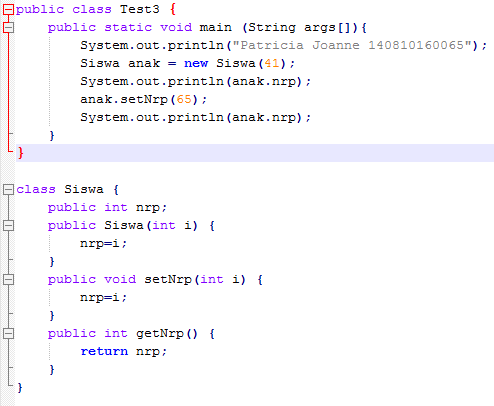 public class Test3 {
    public static void main (String args[]){
        System.out.println("Patricia Joanne 140810160065");
        Siswa anak = new Siswa(41);
        System.out.println(anak.nrp);
        anak.setNrp(65);
        System.out.println(anak.nrp);
    }
}

class Siswa {
    public int nrp;
    public Siswa(int i) {
        nrp=i;
    }
    public void setNrp(int i) {
        nrp=i;
    }
    public int getNrp() {
        return nrp;
    }
}